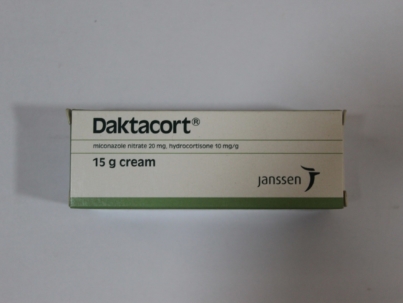 Daktacort®
miconazole nitrate 20 mg, hydrocortisone 10 mg/g
15 g cream
janssen